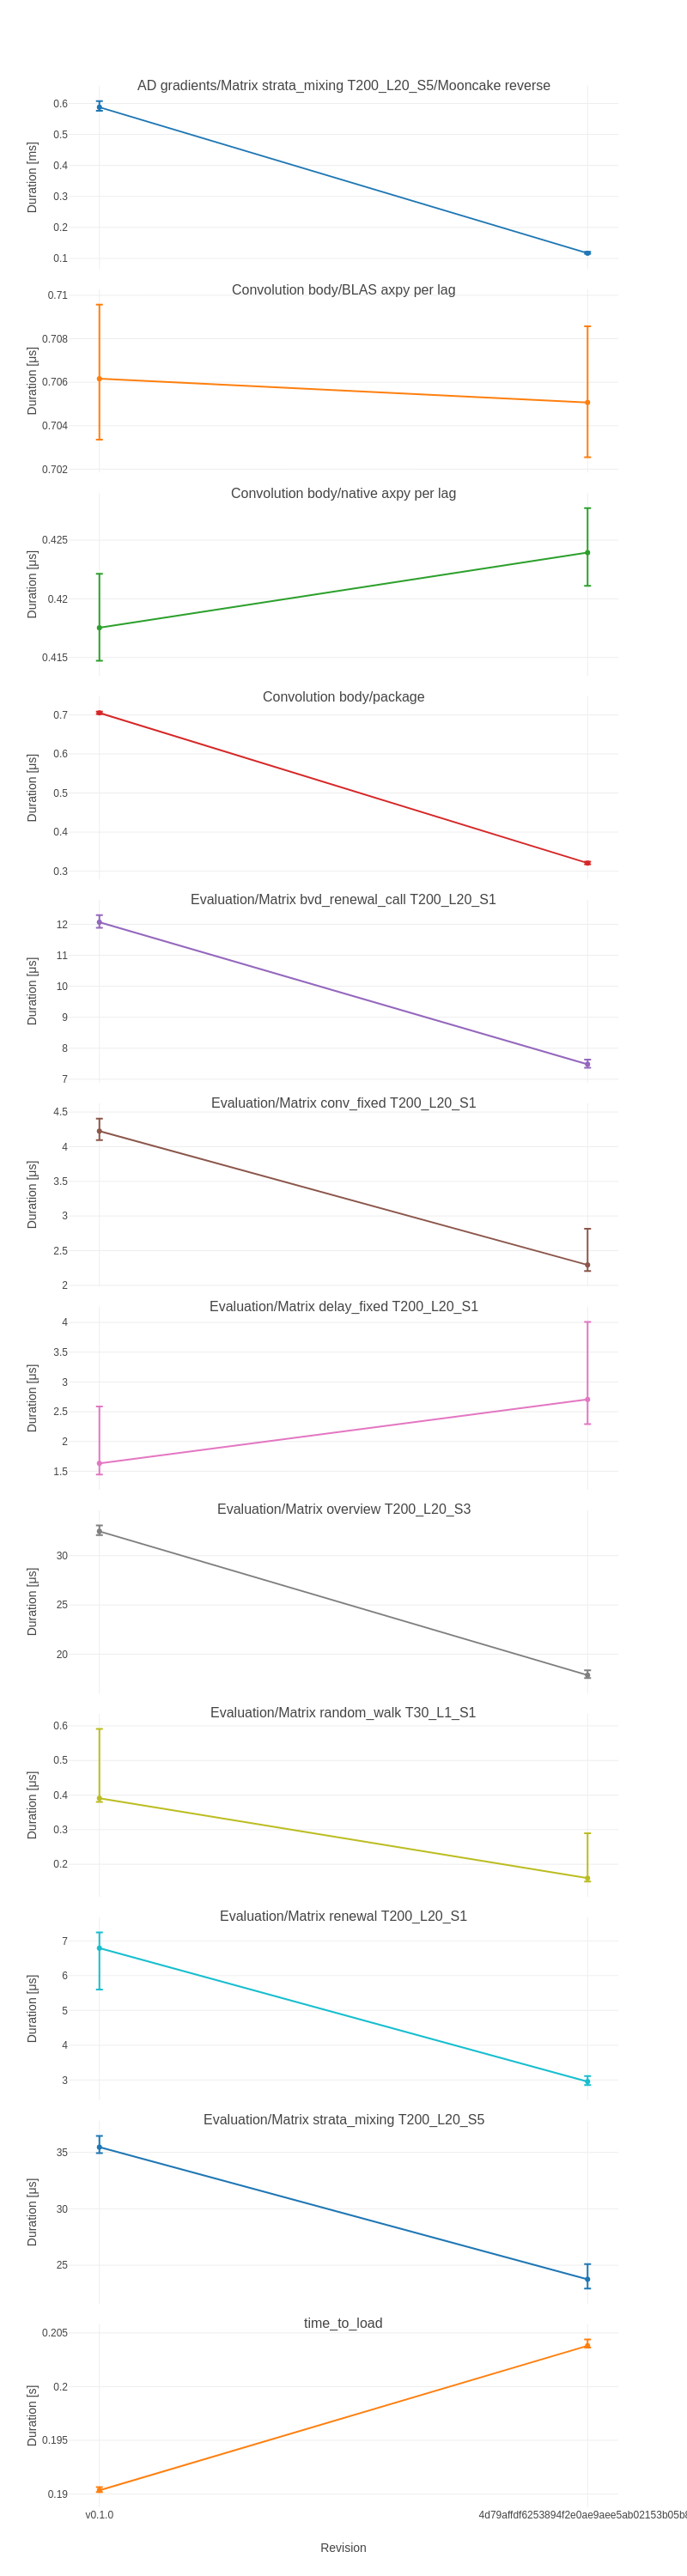 AD gradients/Matrix strata_mixing T200_L20_S5/Mooncake reverse
Duration [ms]
0.6
0.5
0.4
0.3
0.2
0.1
Convolution body/BLAS axpy per lag
Duration [μs]
0.71
0.708
0.706
0.704
0.702
Convolution body/native axpy per lag
Duration [μs]
0.425
0.42
0.415
Convolution body/package
Duration [μs]
0.7
0.6
0.5
0.4
0.3
Evaluation/Matrix bvd_renewal_call T200_L20_S1
Duration [μs]
12
11
10
9
8
7
Evaluation/Matrix conv_fixed T200_L20_S1
Duration [μs]
4.5
4
3.5
3
2.5
2
Evaluation/Matrix delay_fixed T200_L20_S1
Duration [μs]
4
3.5
3
2.5
2
1.5
Evaluation/Matrix overview T200_L20_S3
Duration [μs]
30
25
20
Evaluation/Matrix random_walk T30_L1_S1
Duration [μs]
0.6
0.5
0.4
0.3
0.2
Evaluation/Matrix renewal T200_L20_S1
Duration [μs]
7
6
5
4
3
Evaluation/Matrix strata_mixing T200_L20_S5
Duration [μs]
35
30
25
time_to_load
Duration [s]
0.205
0.2
0.195
0.19
v0.1.0
4d79affdf6253894f2e0ae9aee5ab02153b05b
Revision